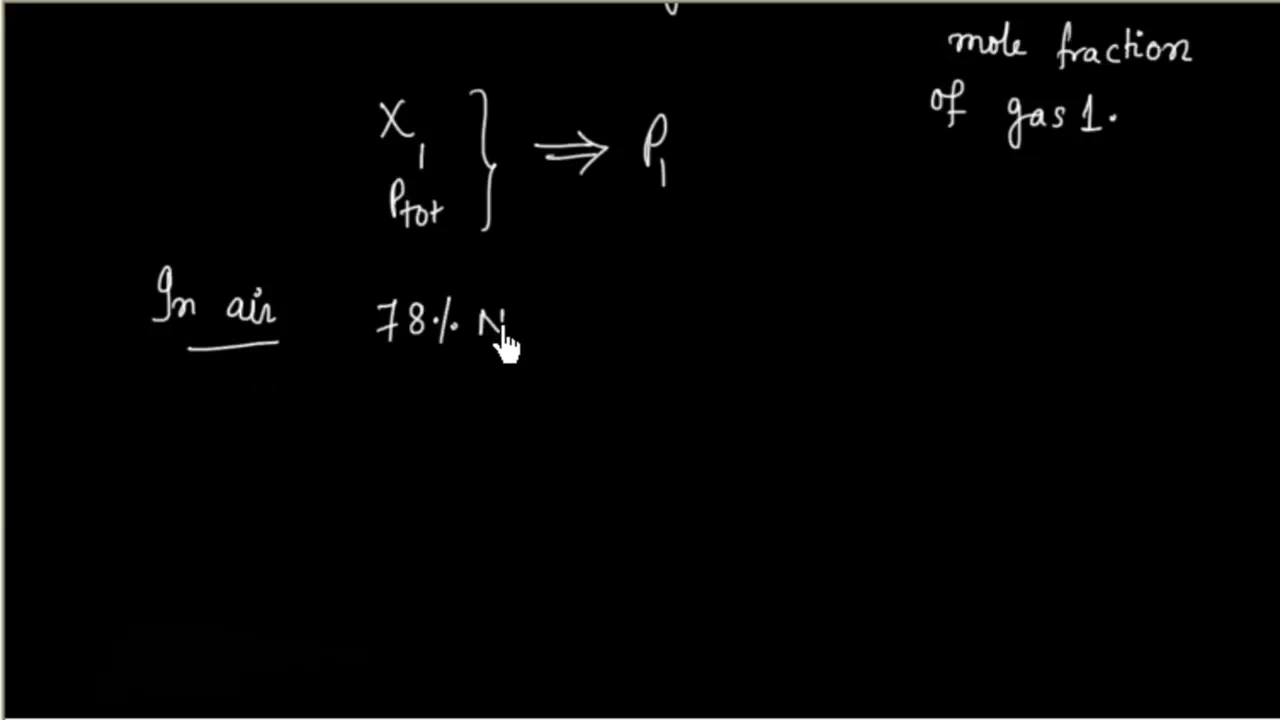 mole fraction
of gas 1.
X₁ } ⇒ P₁
Ptot
In air 78% N